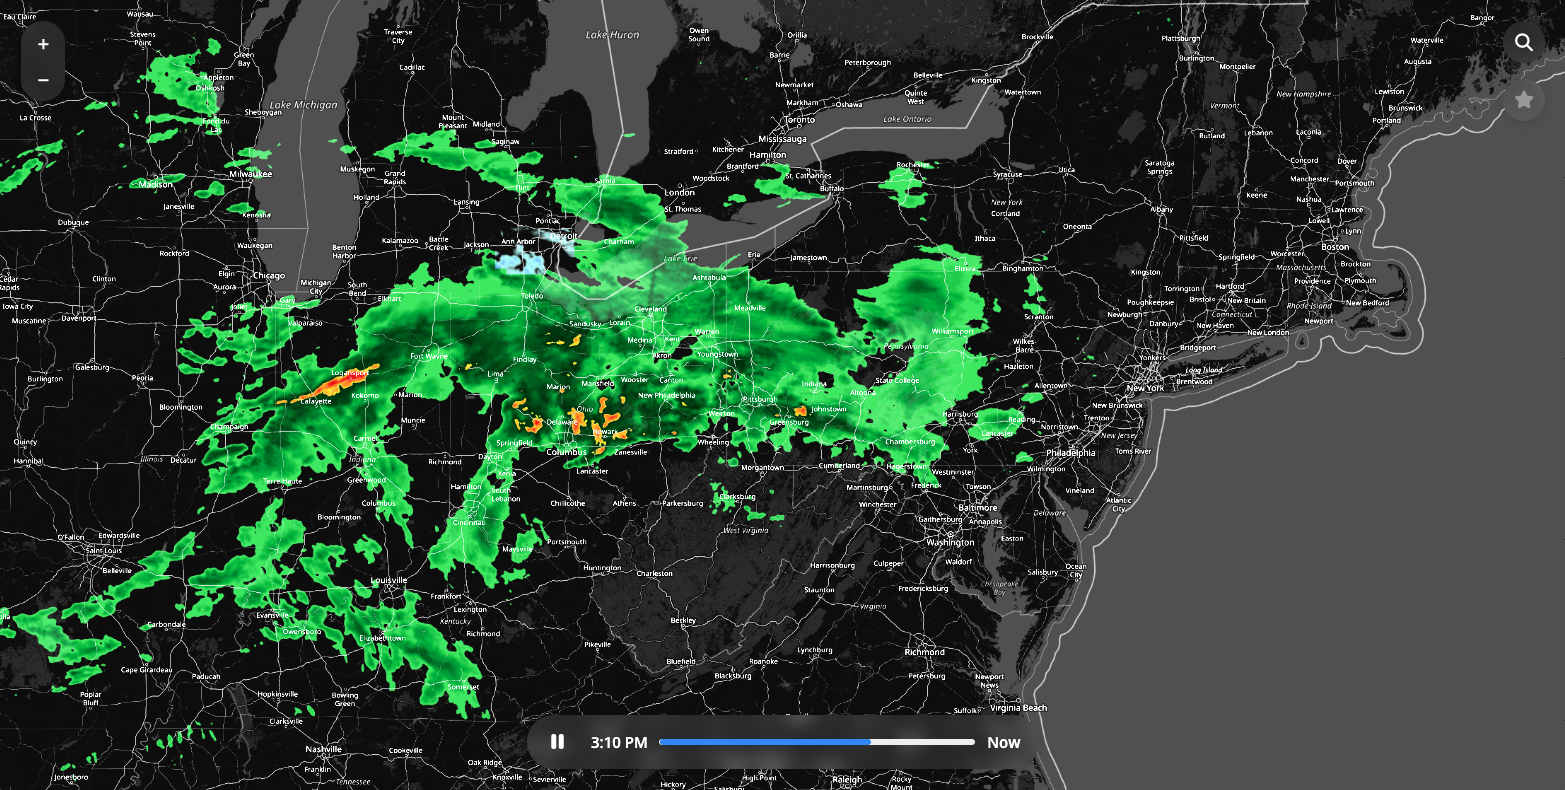 Eau Claire
Wausau
Stevens
Point
Green
Bay
Traverse
City
Lake Huron
Owen
Sound
Orillia
Barrie
Brockville
Plattsburgh
Bangor
Waterville
Augusta
Burlington
Montpelier
Cadillac
Peterborough
Belleville
Kingston
Appleton
Oshkosh
Newmarket
Quinte
West
Watertown
Lewiston
New Hampshire
Lake Michigan
Markham
Oshawa
Vermont
Brunswick
La Crosse
Sheboygan
Mount
Pleasant
Midland
Toronto
Lake Ontario
Portland
Fond du
Lac
Saginaw
Mississauga
Rutland
Lebanon
Laconia
Stratford
Kitchener
Hamilton
Milwaukee
Muskegon
Grand
Rapids
Brantford
Rochester
Syracuse
Utica
Saratoga
Springs
Concord
Dover
Madison
Flint
Sarnia
Woodstock
St. Catharines
Manchester
Portsmouth
London
Buffalo
Keene
Nashua
Janesville
Holland
Lansing
St. Thomas
New York
Cortland
Albany
Lawrence
Lowell
Kenosha
Dubuque
Pontiac
Oneonta
Lynn
Detroit
Waukegan
Kalamazoo
Battle
Creek
Jackson
Ann Arbor
Chatham
Ithaca
Pittsfield
Boston
Benton
Harbor
Rockford
Lake Erie
Erie
Jamestown
Springfield
Worcester
Massachusetts
Brockton
Elgin
Chicago
Elmira
Binghamton
Kingston
Cedar
Rapids
Clinton
Aurora
Michigan
City
South
Bend
Ashtabula
Torrington
Hartford
Providence
Plymouth
Gary
Elkhart
Toledo
Poughkeepsie
Bristol
New Britain
Rhode Island
New Bedford
Iowa City
Joliet
Cleveland
Meadville
Scranton
Newburgh
Connecticut
Muscatine
Davenport
Valparaiso
Sandusky
Lorain
Danbury
New Haven
New London
Newport
Warren
Williamsport
Medina
Kent
Wilkes-
Barre
Bridgeport
Pennsylvania
Akron
Youngstown
Yonkers
Fort Wayne
Findlay
Galesburg
Hazleton
Long Island
Logansport
Lima
Burlington
Peoria
Marion
Mansfield
Wooster
Canton
Indiana
State College
Allentown
New York
Brentwood
Lafayette
Kokomo
Marion
New Philadelphia
Pittsburgh
Altoona
Bloomington
Ohio
Weirton
Johnstown
Harrisburg
Reading
New Brunswick
Muncie
Delaware
Newark
Greensburg
Trenton
Champaign
Norristown
Lancaster
New Jersey
Quincy
Carmel
Springfield
Columbus
Zanesville
Wheeling
Chambersburg
York
Philadelphia
Toms River
Hannibal
Illinois
Decatur
Indiana
Richmond
Dayton
Lancaster
Morgantown
Cumberland
Hagerstown
Westminster
Wilmington
Terre Haute
Greenwood
Xenia
Hamilton
South
Lebanon
Frederick
Martinsburg
Towson
Vineland
Columbus
Chillicothe
Athens
Parkersburg
Clarksburg
Winchester
Baltimore
Atlantic
City
Bloomington
Cincinnati
Gaithersburg
Annapolis
Delaware
O'Fallon
Edwardsville
West Virginia
Washington
Easton
Saint Louis
Maysville
Portsmouth
Belleville
Huntington
Charleston
Harrisonburg
Culpeper
Waldorf
Salisbury
Ocean
City
Louisville
Staunton
Fredericksburg
Chesapeake
Bay
Frankfort
Lexington
Virginia
Evansville
Kentucky
Beckley
Carbondale
Owensboro
Elizabethtown
Richmond
Pikeville
Lynchburg
Richmond
Cape Girardeau
Bluefield
Roanoke
Paducah
Blacksburg
Petersburg
Newport
News
Somerset
Poplar
Bluff
Hopkinsville
Bowling
Green
Suffolk
Virginia Beach
Clarksville
3:10 PM
Now
Nashville
Cookeville
Oak Ridge
Franklin
Jonesboro
Tennessee
Knoxville
Sevierville
Hickory
High Point
Raleigh
Rocky
Mount